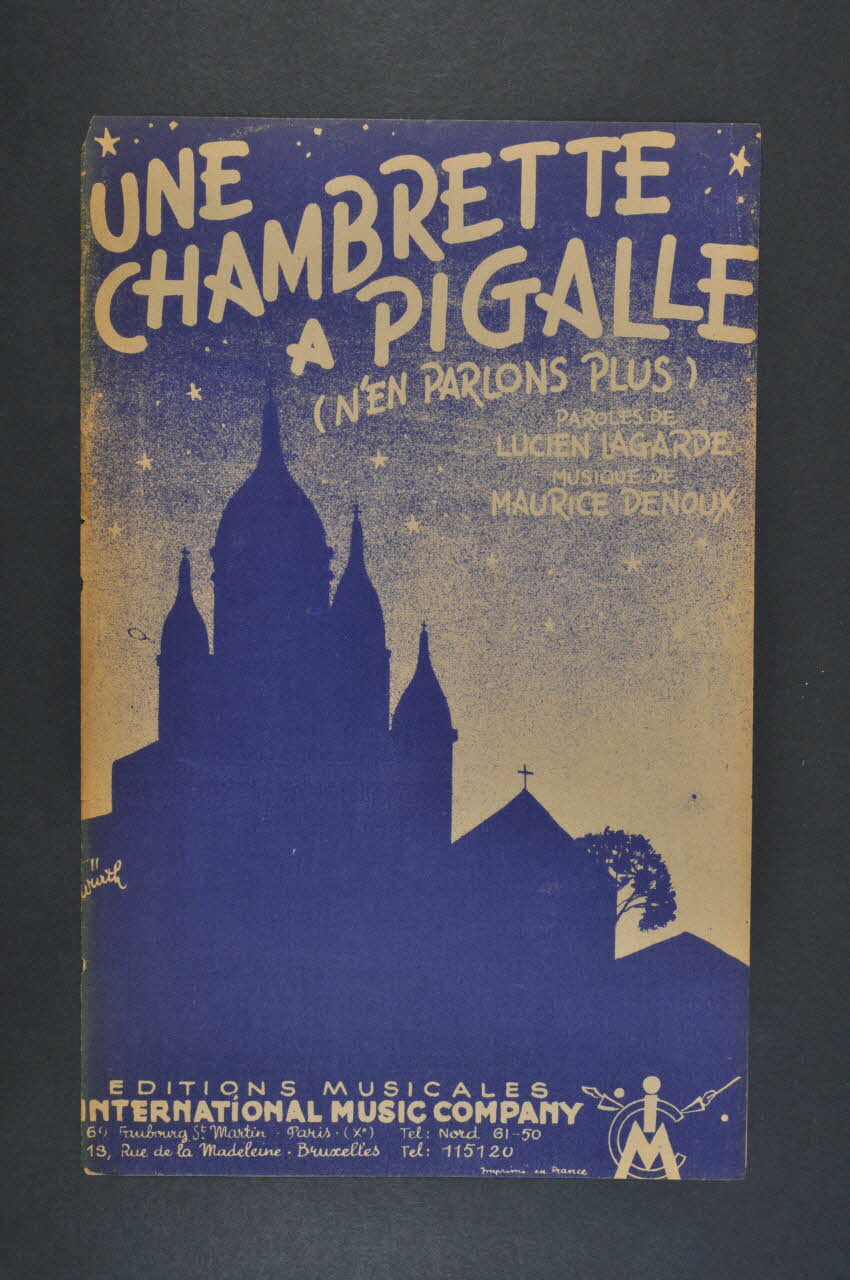 UNE
CHAMBRETTE
A PIGALLE
(N'EN PARLONS PLUS)
PAROLES DE
LUCIEN LAGARDE
MUSIQUE DE
MAURICE DENOUX
würth
EDITIONS MUSICALES
INTERNATIONAL MUSIC COMPANY
Faubourg St Martin - Paris - (Xe) Tel: Nord 61-50
13, Rue de la Madeleine - Bruxelles Tel: 115120
Imprimé en France
iCM